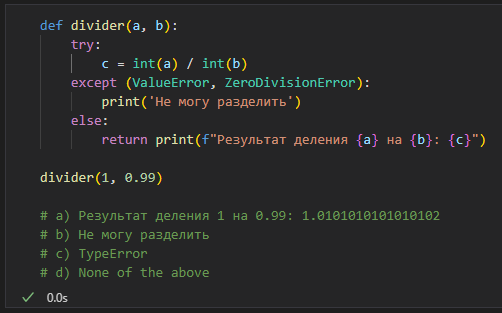 def divider(a, b):
    try:
        c = int(a) / int(b)
    except (ValueError, ZeroDivisionError):
        print('Не могу разделить')
    else:
        return print(f"Результат деления {a} на {b}: {c}")

divider(1, 0.99)

# a) Результат деления 1 на 0.99: 1.0101010101010102
# b) Не могу разделить
# c) TypeError
# d) None of the above
✓ 0.0s